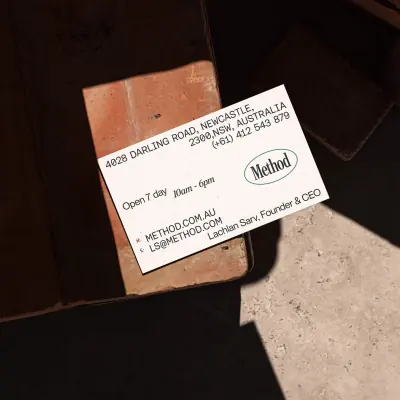 4028 DARLING ROAD, NEWCASTLE,
2300,NSW, AUSTRALIA
(+61) 412 543 879
Method
Open 7 day 10am - 6pm
METHOD.COM.AU
LS@METHOD.COM
Lachlan Sarv, Founder & CEO